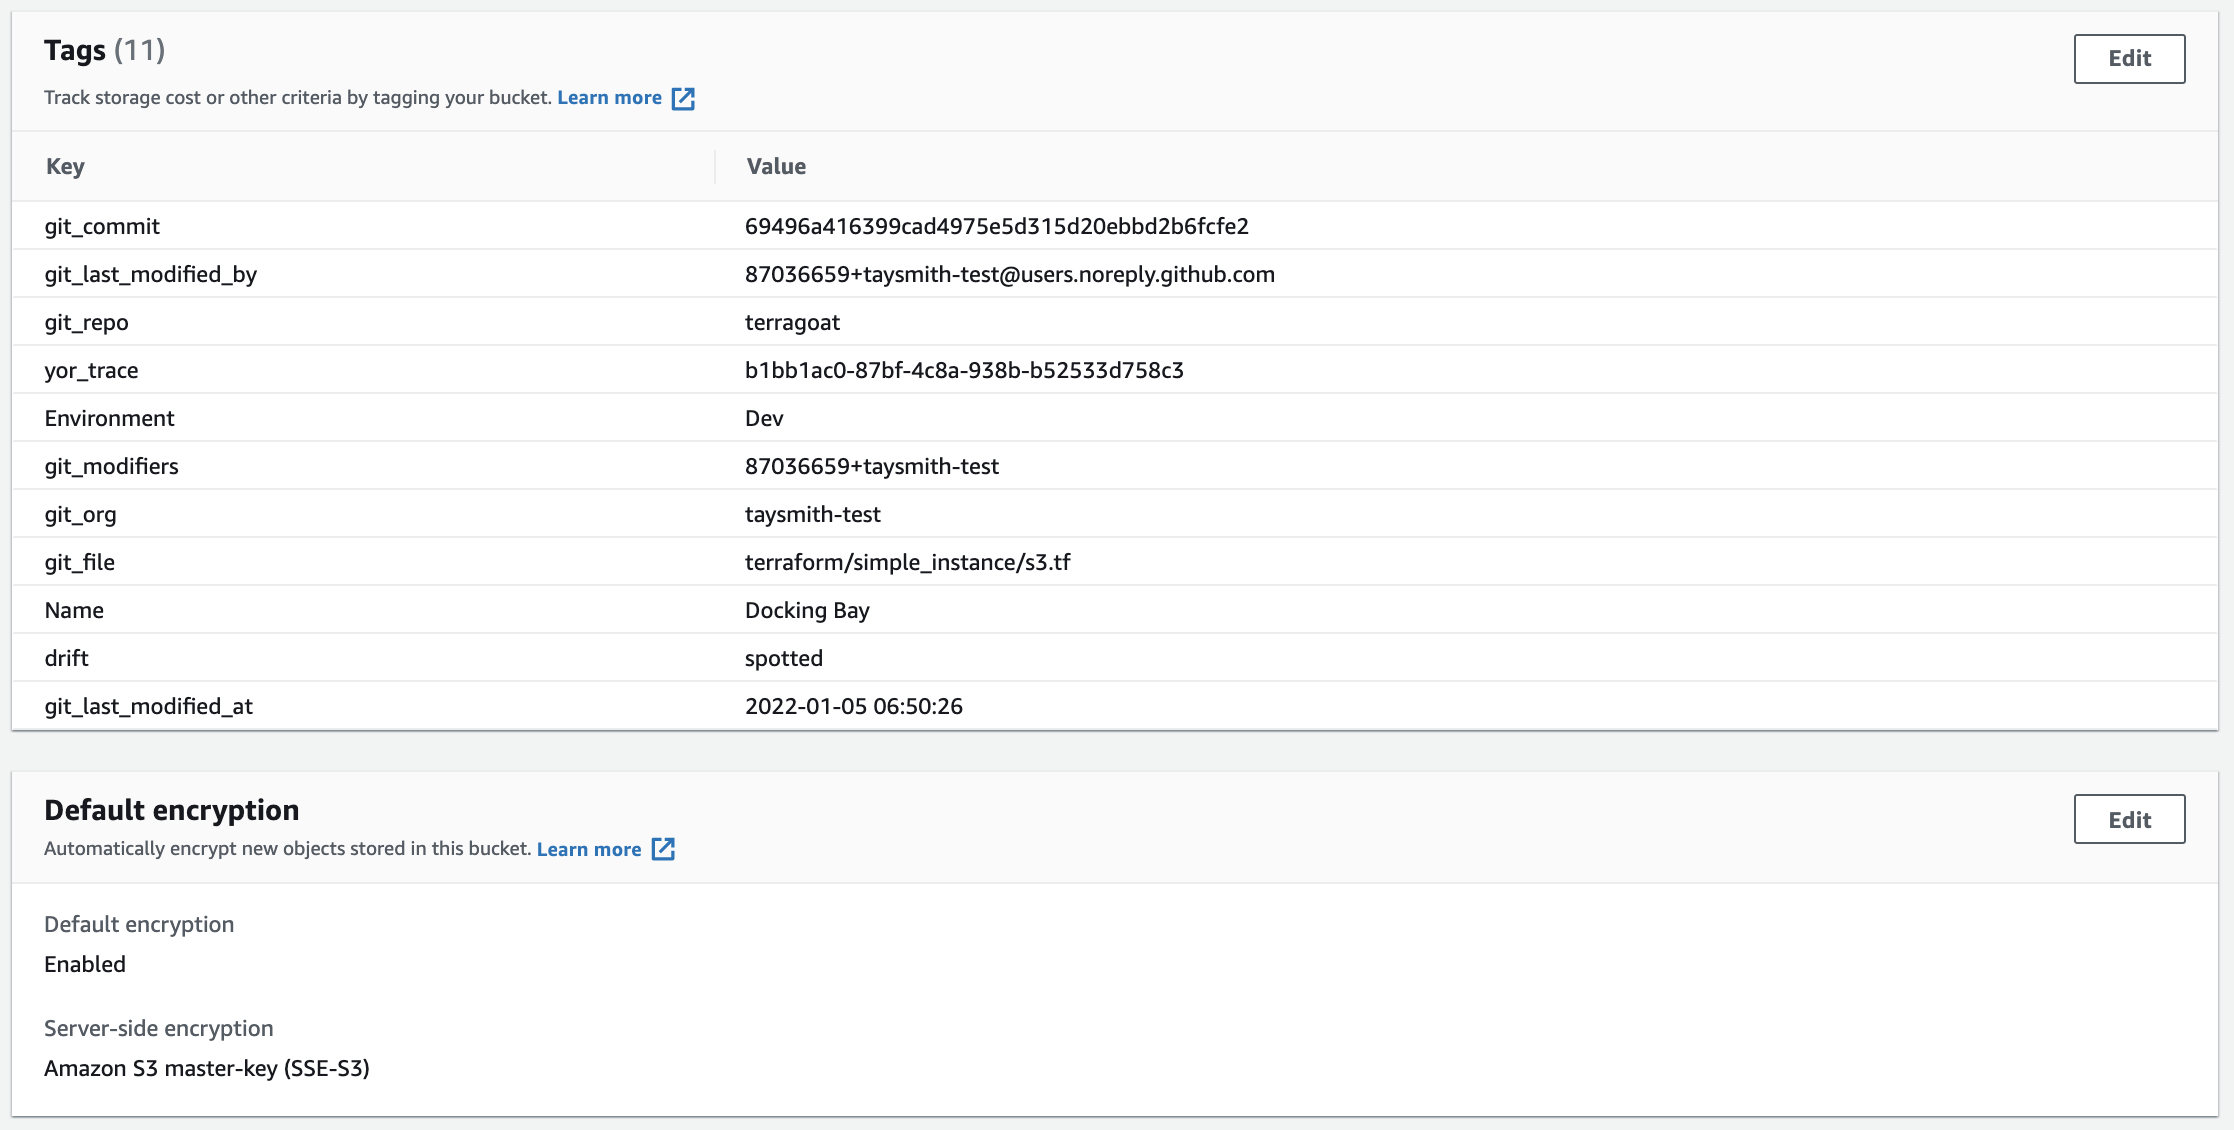 Tags (11)
Edit
Track storage cost or other criteria by tagging your bucket. Learn more
Key Value
git_commit 69496a416399cad4975e5d315d20ebbd2b6fcfe2
git_last_modified_by 87036659+taysmith-test@users.noreply.github.com
git_repo terragoat
yor_trace b1bb1ac0-87bf-4c8a-938b-b52533d758c3
Environment Dev
git_modifiers 87036659+taysmith-test
git_org taysmith-test
git_file terraform/simple_instance/s3.tf
Name Docking Bay
drift spotted
git_last_modified_at 2022-01-05 06:50:26
Default encryption
Edit
Automatically encrypt new objects stored in this bucket. Learn more
Default encryption
Enabled
Server-side encryption
Amazon S3 master-key (SSE-S3)